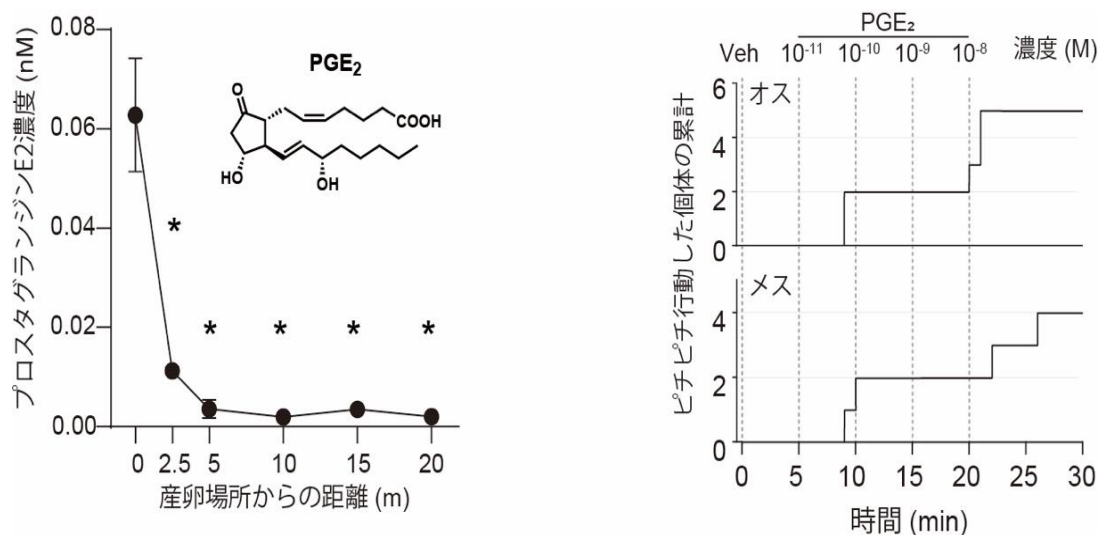 プロスタグランジンE2濃度 (nM)
0.08
0.06
0.04
0.02
0.00
PGE₂
O
COOH
HO
OH
*
* * * *
0 2.5 5 10 15 20
産卵場所からの距離 (m)
PGE₂
Veh 10⁻¹¹ 10⁻¹⁰ 10⁻⁹ 10⁻⁸ 濃度 (M)
ピチピチ行動した個体の累計
オス
6
4
2
0
メス
4
2
0
0 5 10 15 20 25 30
時間 (min)